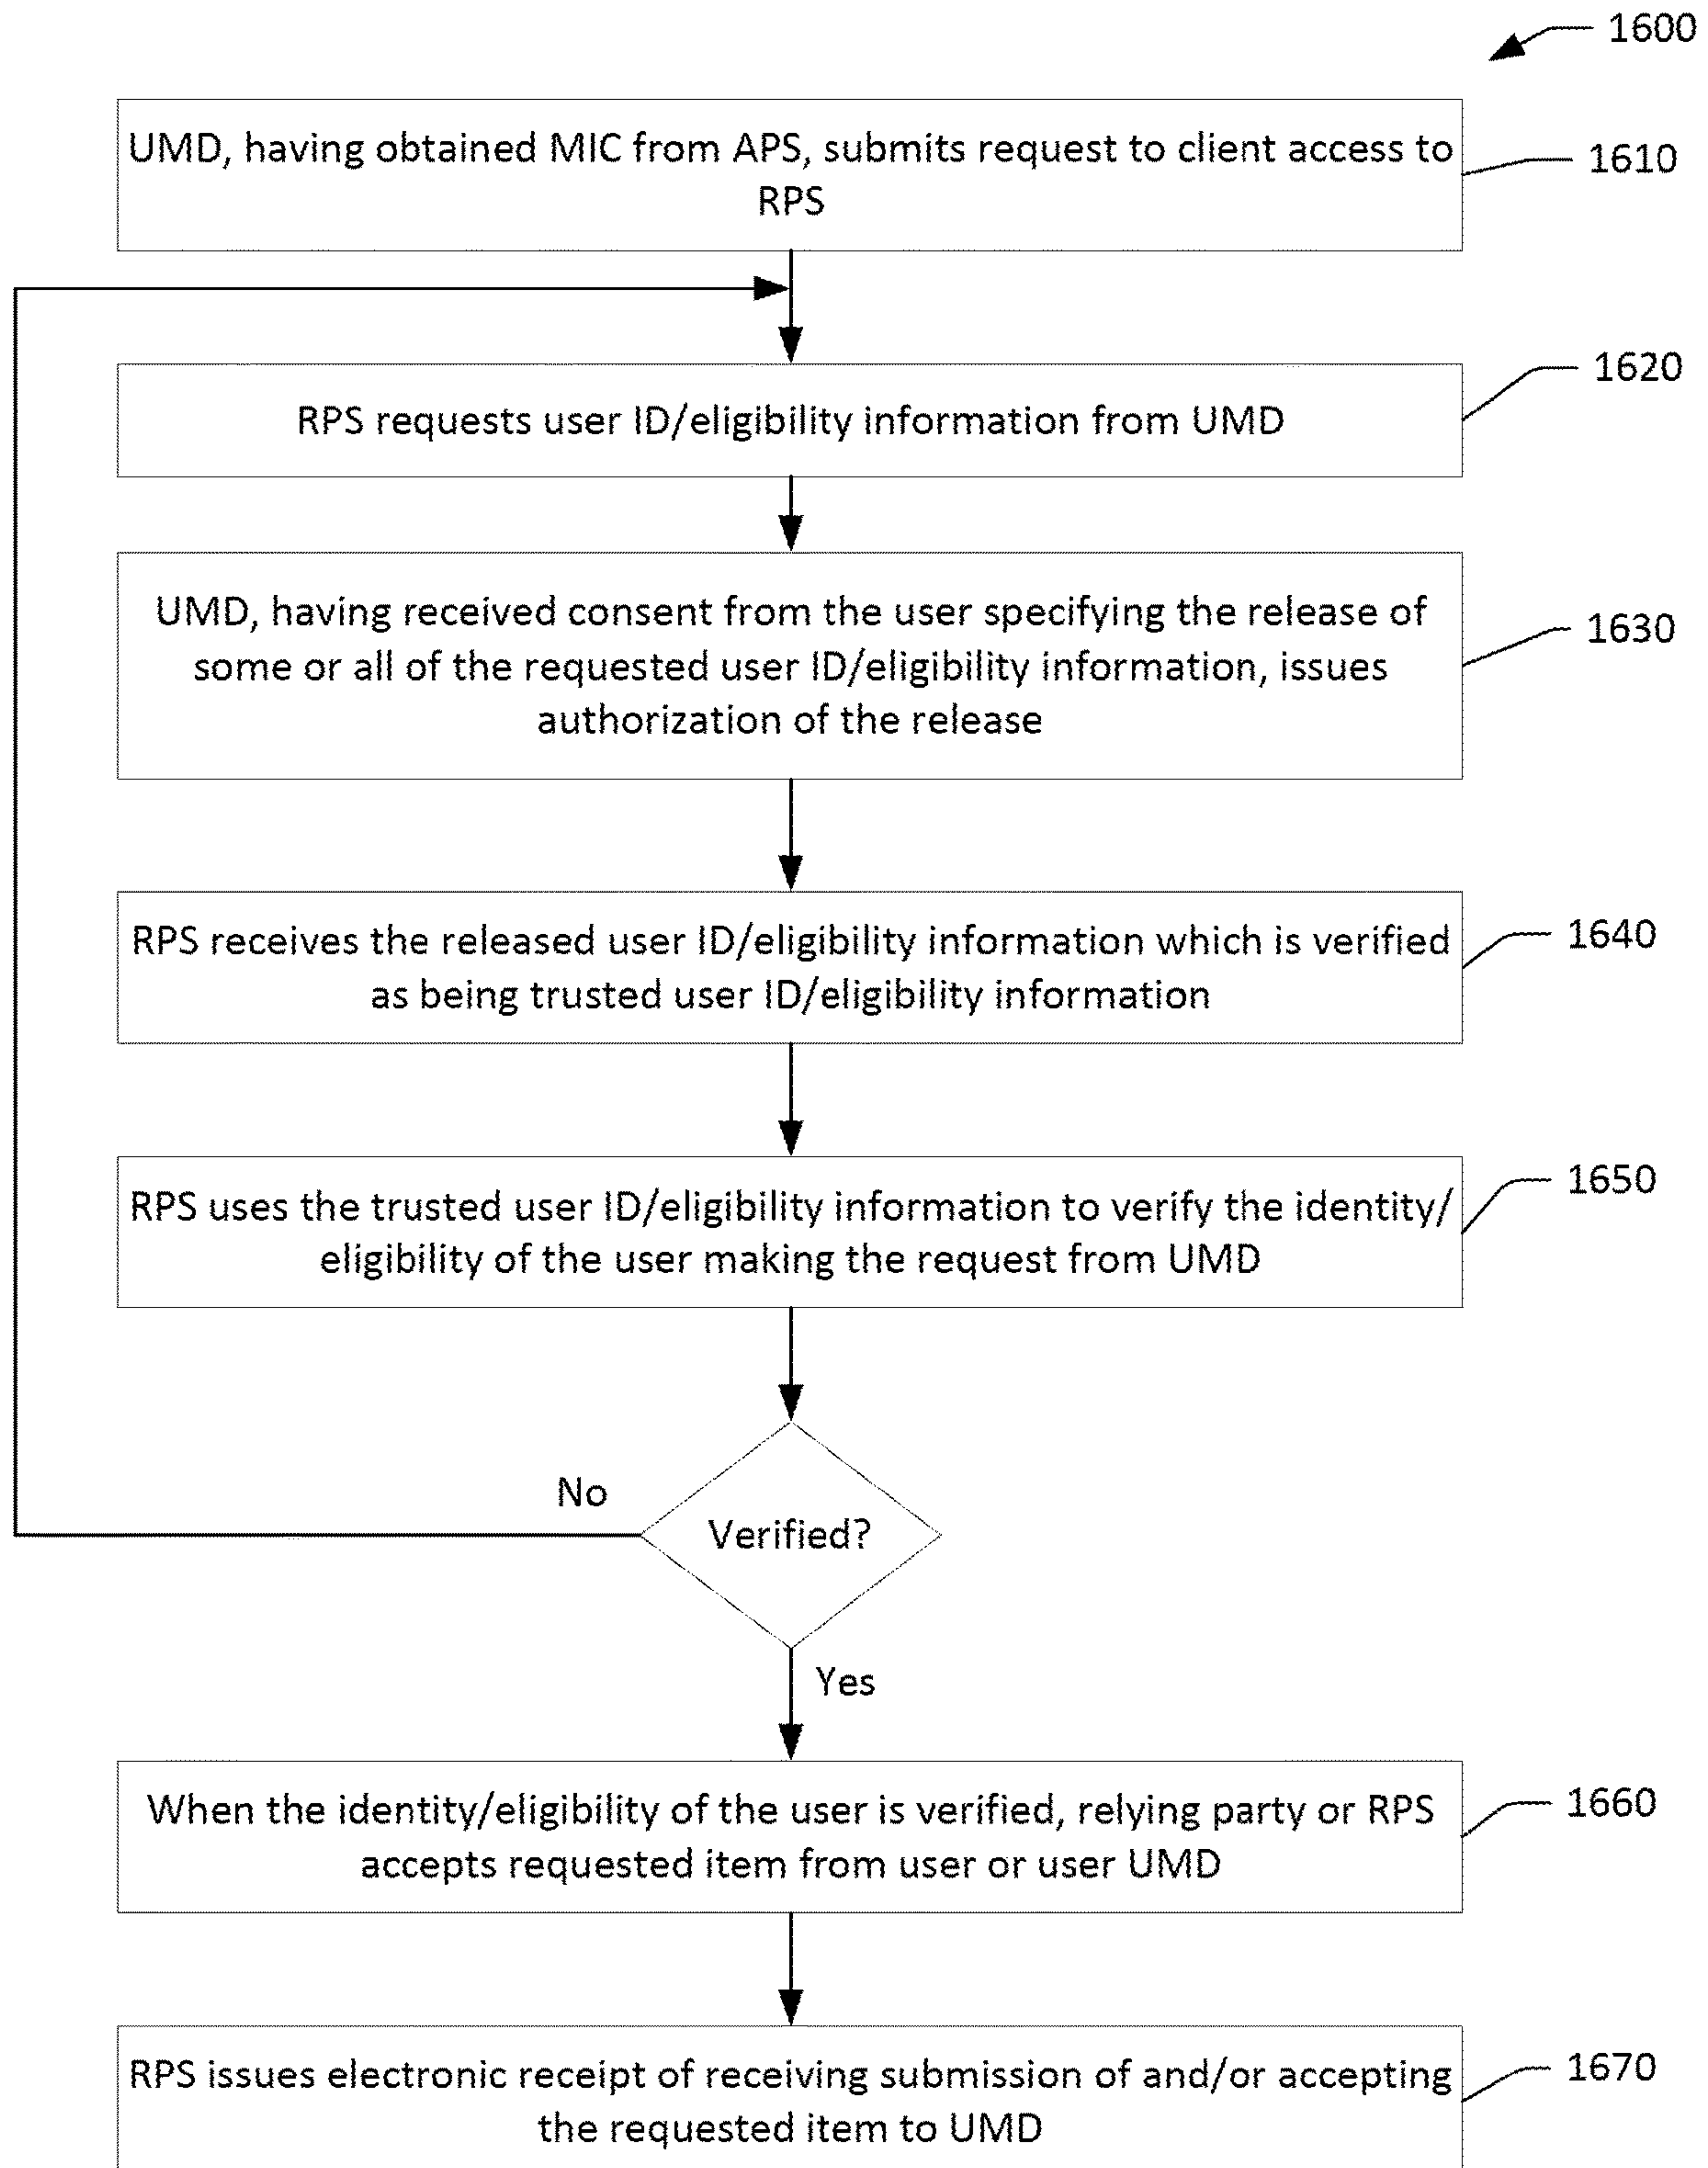 1600
UMD, having obtained MIC from APS, submits request to client access to
RPS
1610
RPS requests user ID/eligibility information from UMD
1620
UMD, having received consent from the user specifying the release of
some or all of the requested user ID/eligibility information, issues
authorization of the release
1630
RPS receives the released user ID/eligibility information which is verified
as being trusted user ID/eligibility information
1640
RPS uses the trusted user ID/eligibility information to verify the identity/
eligibility of the user making the request from UMD
1650
No
Verified?
Yes
When the identity/eligibility of the user is verified, relying party or RPS
accepts requested item from user or user UMD
1660
RPS issues electronic receipt of receiving submission of and/or accepting
the requested item to UMD
1670